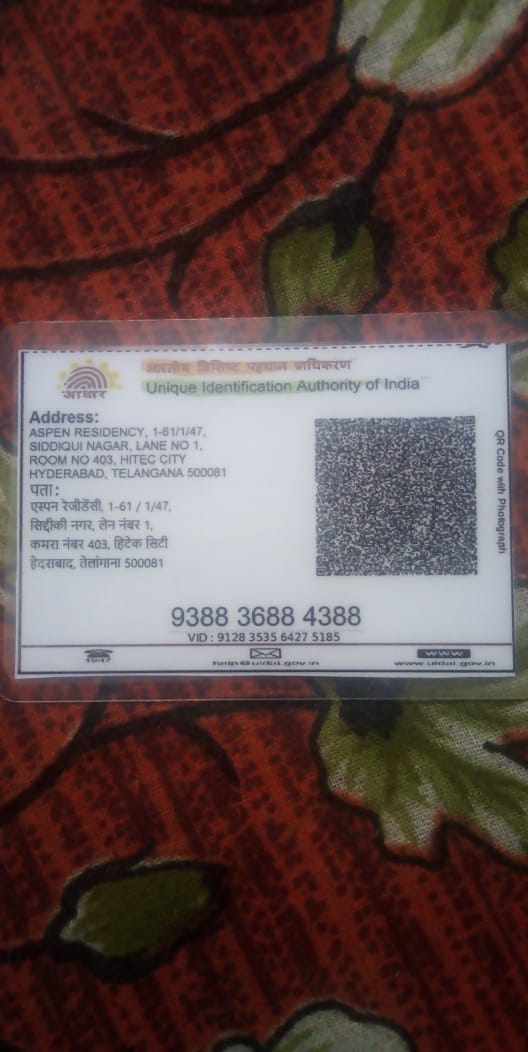 भारतीय विशिष्ट पहचान प्राधिकरण
Unique Identification Authority of India
आधार
Address:
ASPEN RESIDENCY, 1-61/1/47,
SIDDIQUI NAGAR, LANE NO 1,
ROOM NO 403, HITEC CITY
HYDERABAD, TELANGANA 500081
पता:
एस्पन रेजीडेंसी, 1-61 / 1/47,
सिद्दीकी नगर, लेन नंबर 1,
कमरा नंबर 403, हिटेक सिटी
हैदराबाद, तेलंगाना 500081
QR Code with Photograph
9388 3688 4388
VID : 9128 3535 6427 5185
1947
help@uidai.gov.in
www
www.uidai.gov.in